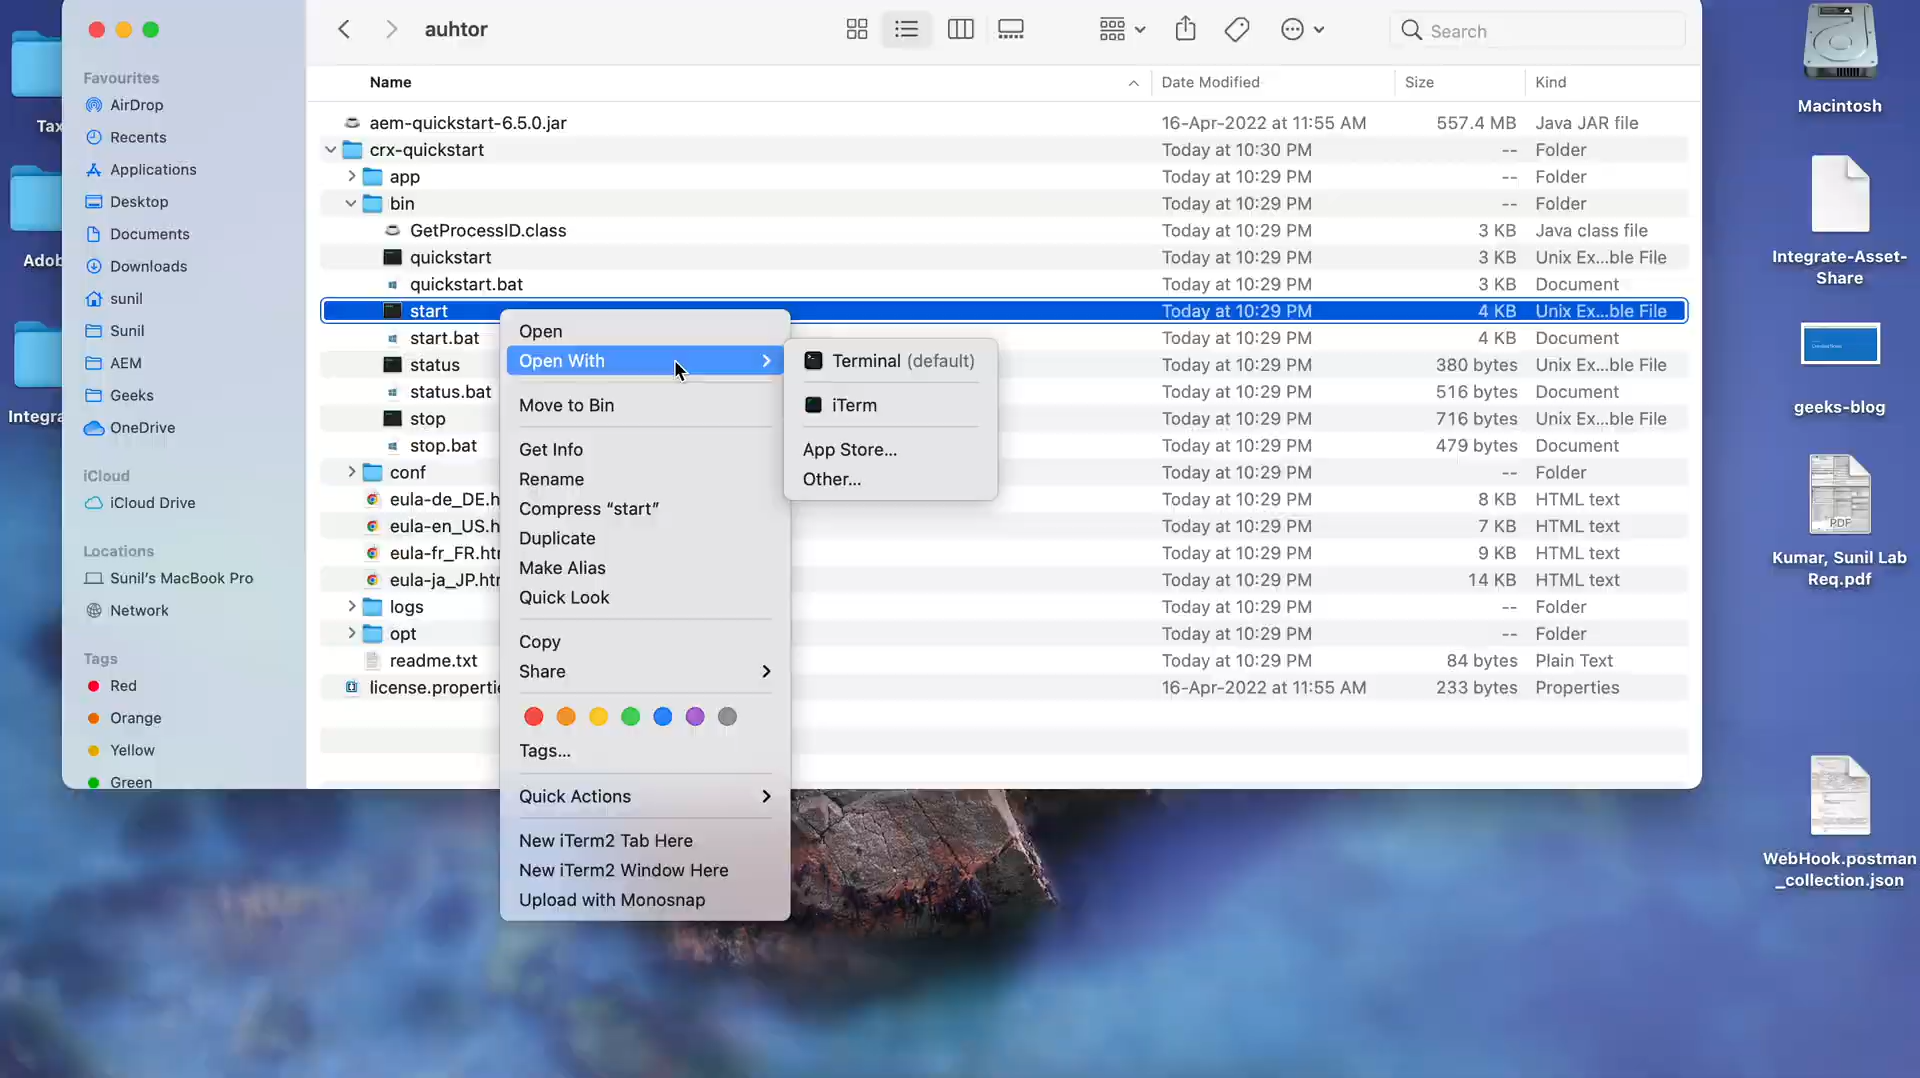 auhtor
Search
Favourites
AirDrop
Recents
Applications
Desktop
Documents
Downloads
sunil
Sunil
AEM
Geeks
OneDrive
iCloud
iCloud Drive
Locations
Sunil's MacBook Pro
Network
Tags
Red
Orange
Yellow
Green
Name Date Modified Size Kind
aem-quickstart-6.5.0.jar 16-Apr-2022 at 11:55 AM 557.4 MB Java JAR file
crx-quickstart Today at 10:30 PM -- Folder
app Today at 10:29 PM -- Folder
bin Today at 10:29 PM -- Folder
GetProcessID.class Today at 10:29 PM 3 KB Java class file
quickstart Today at 10:29 PM 3 KB Unix Ex...ble File
quickstart.bat Today at 10:29 PM 3 KB Document
start Today at 10:29 PM 4 KB Unix Ex...ble File
start.bat Today at 10:29 PM 4 KB Document
status Today at 10:29 PM 380 bytes Unix Ex...ble File
status.bat Today at 10:29 PM 516 bytes Document
stop Today at 10:29 PM 716 bytes Unix Ex...ble File
stop.bat Today at 10:29 PM 479 bytes Document
conf Today at 10:29 PM -- Folder
eula-de_DE.h Today at 10:29 PM 8 KB HTML text
eula-en_US.h Today at 10:29 PM 7 KB HTML text
eula-fr_FR.htm Today at 10:29 PM 9 KB HTML text
eula-ja_JP.htm Today at 10:29 PM 14 KB HTML text
logs Today at 10:29 PM -- Folder
opt Today at 10:29 PM -- Folder
readme.txt Today at 10:29 PM 84 bytes Plain Text
license.propertie 16-Apr-2022 at 11:55 AM 233 bytes Properties
Open
Open With
Move to Bin
Get Info
Rename
Compress “start”
Duplicate
Make Alias
Quick Look
Copy
Share
Tags...
Quick Actions
New iTerm2 Tab Here
New iTerm2 Window Here
Upload with Monosnap
Terminal (default)
iTerm
App Store...
Other...
Tax
Adob
Integra
Macintosh
Integrate-Asset-
Share
geeks-blog
PDF
Kumar, Sunil Lab
Req.pdf
WebHook.postman
_collection.json